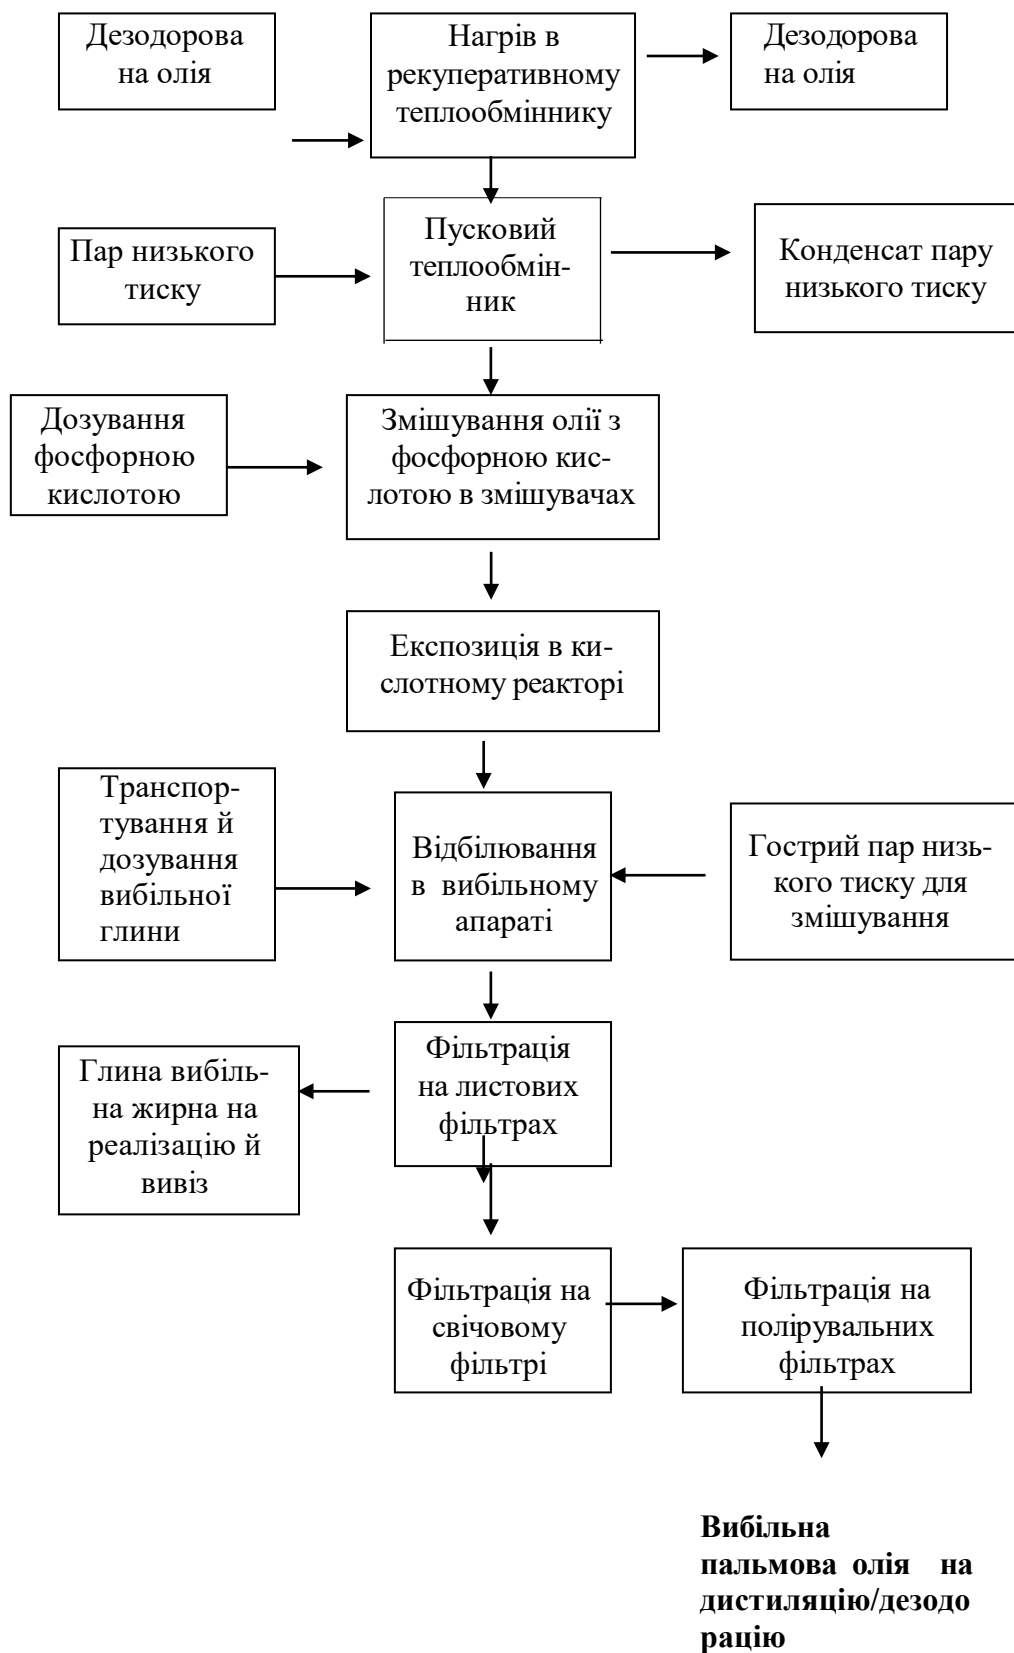 Дезодорова
на олія
Нагрів в
рекуперативному
теплообміннику
Дезодорова
на олія
Пар низького
тиску
Пусковий
теплообмін-
ник
Конденсат пару
низького тиску
Дозування
фосфорною
кислотою
Змішування олії з
фосфорною кис-
лотою в змішувачах
Експозиція в ки-
слотному реакторі
Транспор-
тування й
дозування
вибільної
глини
Відбілювання
в вибільному
апараті
Гострий пар низь-
кого тиску для
змішування
Глина вибіль-
на жирна на
реалізацію й
вивіз
Фільтрація
на листових
фільтрах
Фільтрація на
свічовому
фільтрі
Фільтрація на
полірувальних
фільтрах
Вибільна
пальмова олія на
дистиляцію/дезодо
рацію